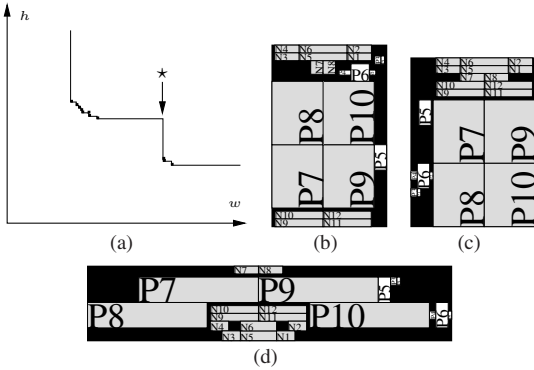 h
★
w
(a)
N4 N6 N2
N3 N5 N1
N7 N8
P6
P8 P10
P5
P7 P9
N10 N12
N9 N11
(b)
N4 N6 N2
N3 N5 N1
N7 N8
N10 N12
N9 N11
P5
P7 P9
P6
P8 P10
(c)
N7 N8
P7 P9 P5
P8 N10 N12 P10 P6
N9 N11
N4 N6 N2
N3 N5 N1
(d)